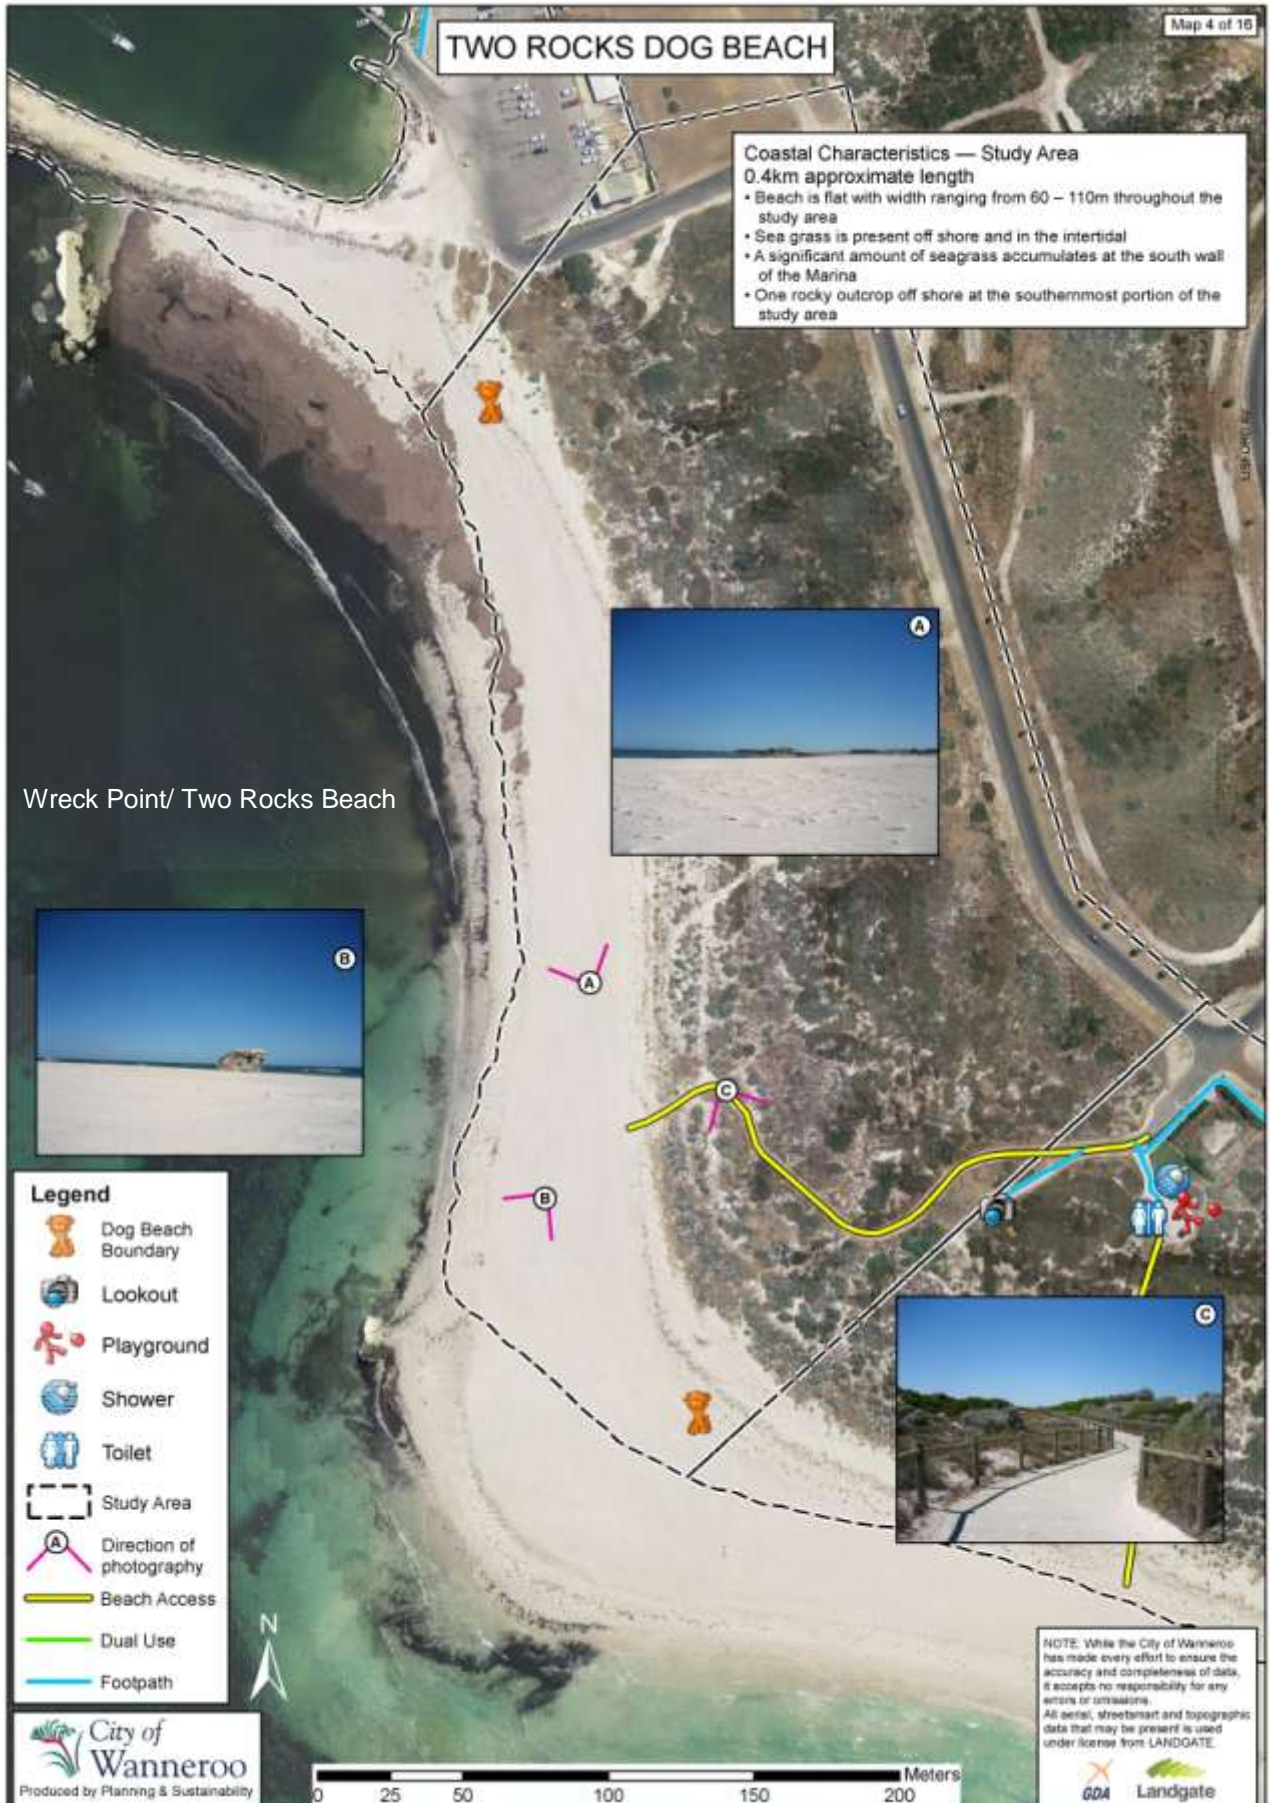 Map 4 of 16
TWO ROCKS DOG BEACH
Coastal Characteristics — Study Area
0.4km approximate length
• Beach is flat with width ranging from 60 – 110m throughout the
study area
• Sea grass is present off shore and in the intertidal
• A significant amount of seagrass accumulates at the south wall
of the Marina
• One rocky outcrop off shore at the southernmost portion of the
study area
A
Wreck Point/ Two Rocks Beach
B
A
C
B
C
Legend
Dog Beach
Boundary
Lookout
Playground
Shower
Toilet
Study Area
A
Direction of
photography
Beach Access
Dual Use
Footpath
N
City of
Wanneroo
Produced by Planning & Sustainability
Meters
0 25 50 100 150 200
NOTE: While the City of Wanneroo
has made every effort to ensure the
accuracy and completeness of data,
it accepts no responsibility for any
errors or omissions.
All aerial, streetsmart and topographic
data that may be present is used
under license from LANDGATE.
GDA Landgate